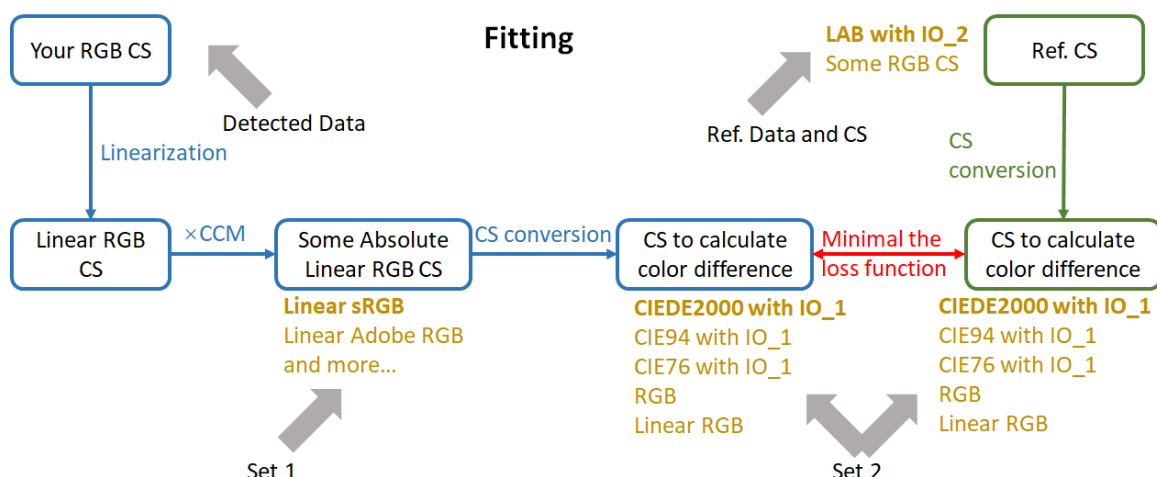 Fitting
Your RGB CS
LAB with IO_2
Some RGB CS
Ref. CS
Detected Data
Ref. Data and CS
Linearization
CS
conversion
Linear RGB
CS
×CCM
Some Absolute
Linear RGB CS
CS conversion
CS to calculate
color difference
Minimal the
loss function
CS to calculate
color difference
Linear sRGB
Linear Adobe RGB
and more...
CIEDE2000 with IO_1
CIE94 with IO_1
CIE76 with IO_1
RGB
Linear RGB
CIEDE2000 with IO_1
CIE94 with IO_1
CIE76 with IO_1
RGB
Linear RGB
Set 1
Set 2